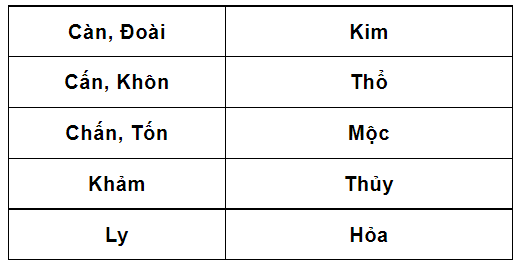 Càn, Đoài Kim
Cấn, Khôn Thổ
Chấn, Tốn Mộc
Khảm Thủy
Ly Hỏa